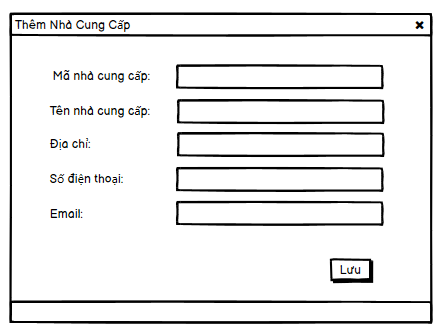 Thêm Nhà Cung Cấp
Mã nhà cung cấp:
Tên nhà cung cấp:
Địa chỉ:
Số điện thoại:
Email:
Lưu